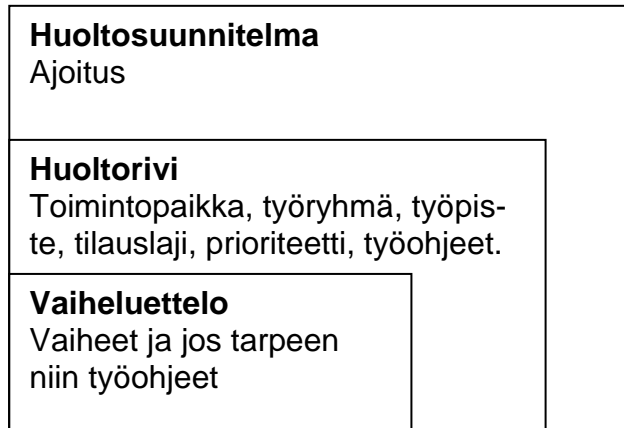 Huoltosuunnitelma
Ajoitus
Huoltorivi
Toimintopaikka, työryhmä, työpis-
te, tilauslaji, prioriteetti, työohjeet.
Vaiheluettelo
Vaiheet ja jos tarpeen
niin työohjeet